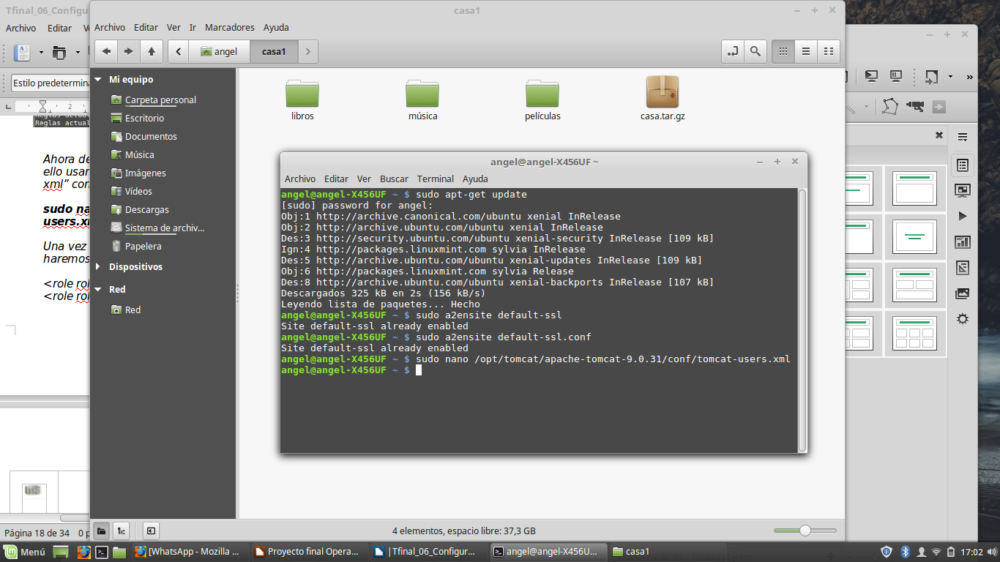 Tfinal_06_Configu
casa1
Archivo Editar V
Archivo Editar Ver Ir Marcadores Ayuda
angel casa1
Estilo predetermina
2
Mi equipo
Carpeta personal
Escritorio
Documentos
Música
Imágenes
Vídeos
Descargas
Sistema de archiv...
Papelera
Dispositivos
Red
Red
libros
música
películas
casa.tar.gz
Reglas actual
Ahora de
ello usar
xml” con
sudo na
users.xm
Una vez
haremos
<role rol
<role rol
angel@angel-X456UF ~
Archivo Editar Ver Buscar Terminal Ayuda
angel@angel-X456UF ~ $ sudo apt-get update
[sudo] password for angel:
Obj:1 http://archive.canonical.com/ubuntu xenial InRelease
Obj:2 http://archive.ubuntu.com/ubuntu xenial InRelease
Des:3 http://security.ubuntu.com/ubuntu xenial-security InRelease [109 kB]
Ign:4 http://packages.linuxmint.com sylvia InRelease
Des:5 http://archive.ubuntu.com/ubuntu xenial-updates InRelease [109 kB]
Obj:6 http://packages.linuxmint.com sylvia Release
Des:8 http://archive.ubuntu.com/ubuntu xenial-backports InRelease [107 kB]
Descargados 325 kB en 2s (156 kB/s)
Leyendo lista de paquetes... Hecho
angel@angel-X456UF ~ $ sudo a2ensite default-ssl
Site default-ssl already enabled
angel@angel-X456UF ~ $ sudo a2ensite default-ssl.conf
Site default-ssl already enabled
angel@angel-X456UF ~ $ sudo nano /opt/tomcat/apache-tomcat-9.0.31/conf/tomcat-users.xml
angel@angel-X456UF ~ $
4 elementos, espacio libre: 37,3 GB
Página 18 de 34 0 p
Menú
[WhatsApp - Mozilla ...
Proyecto final Opera...
Tfinal_06_Configur...
angel@angel-X456U...
casa1
17:02